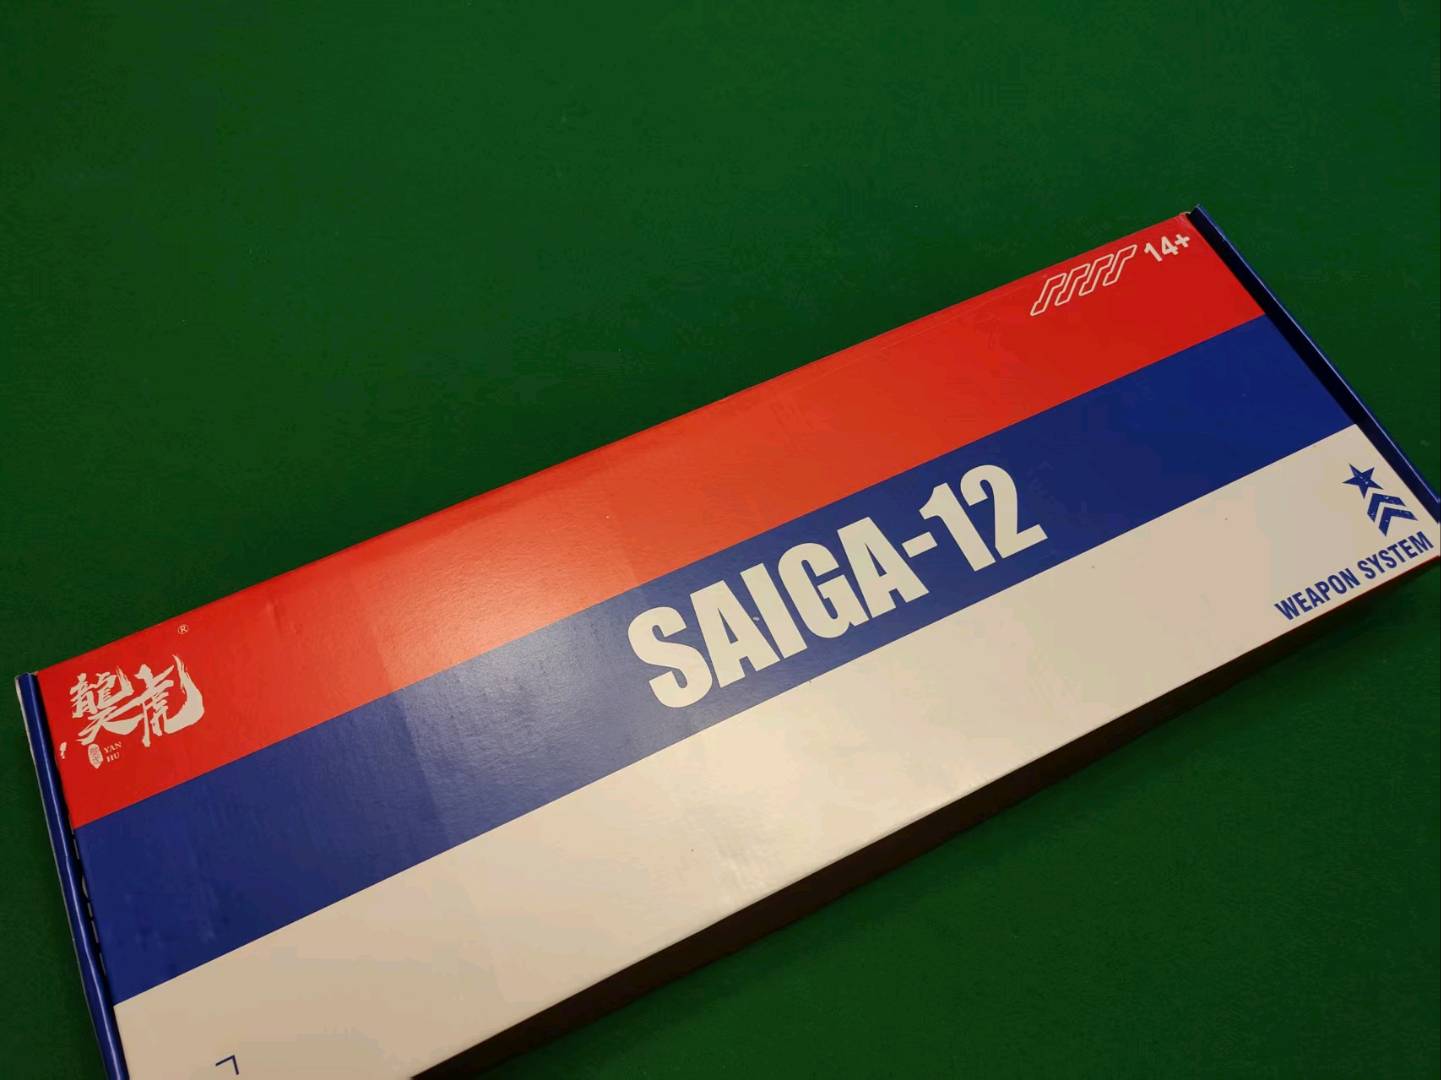 14+
SAIGA-12
WEAPON SYSTEM
®
YAN
HU